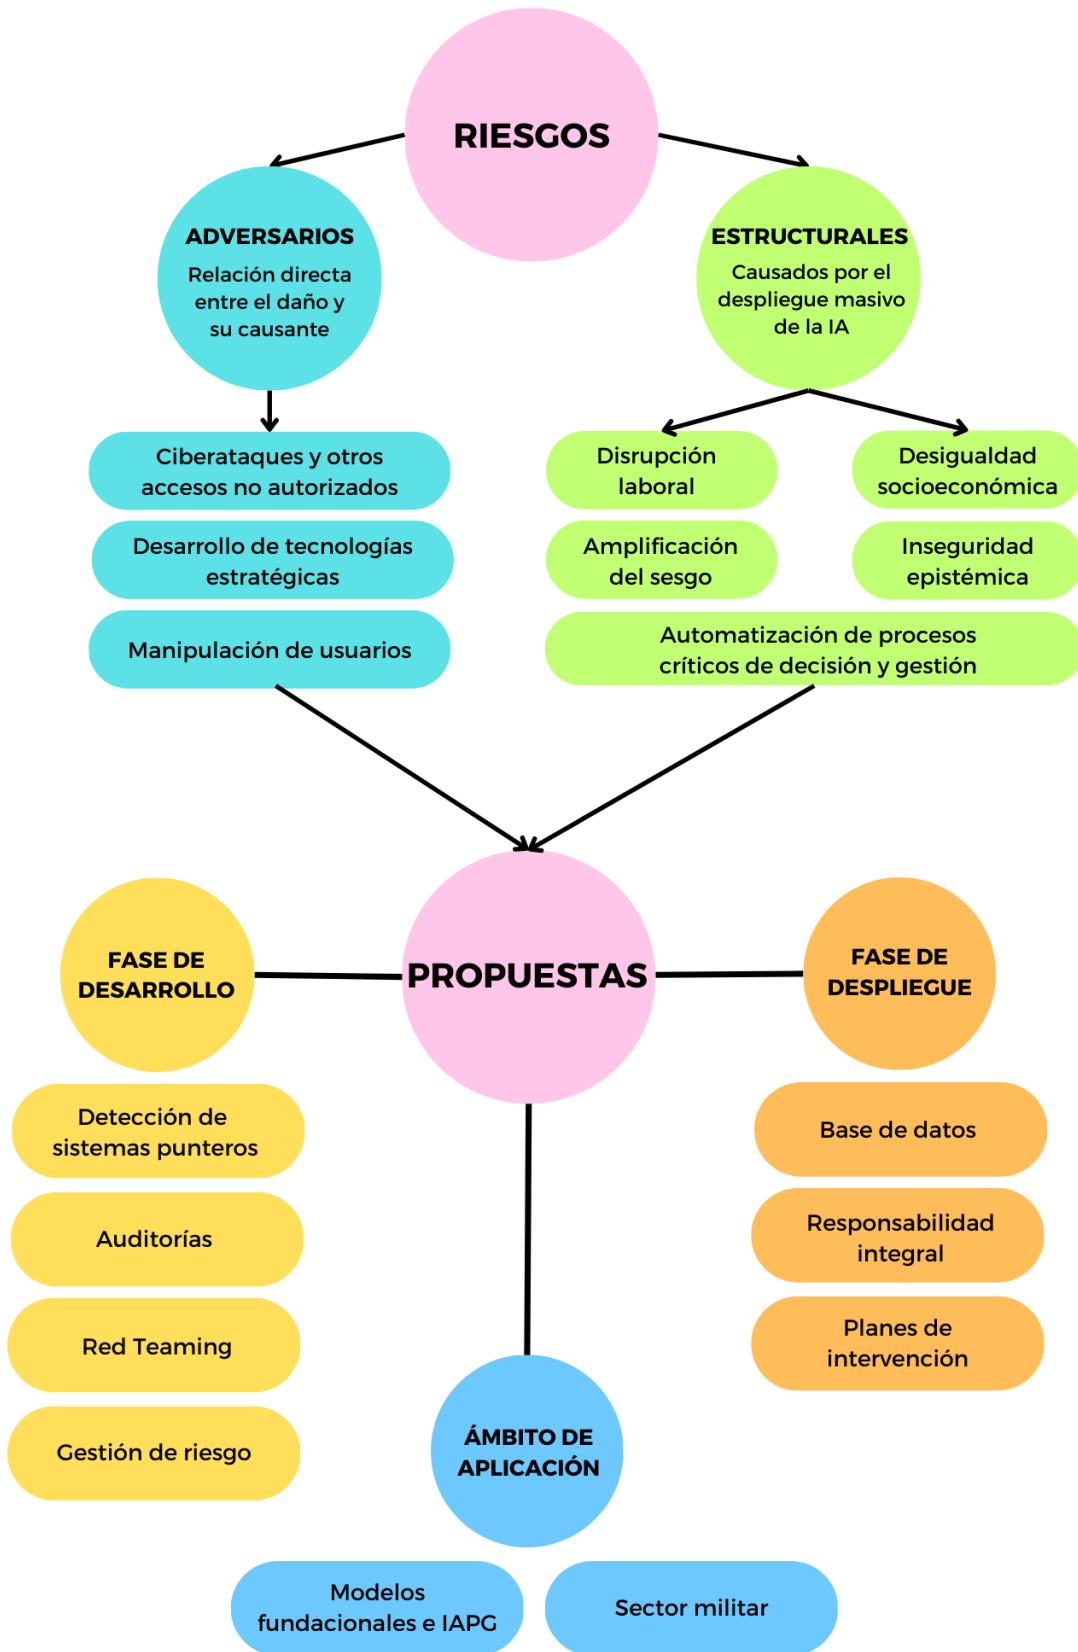 RIESGOS
ADVERSARIOS
Relación directa
entre el daño y
su causante
ESTRUCTURALES
Causados por el
despliegue masivo
de la IA
Ciberataques y otros
accesos no autorizados
Desarrollo de tecnologías
estratégicas
Manipulación de usuarios
Disrupción
laboral
Desigualdad
socioeconómica
Amplificación
del sesgo
Inseguridad
epistémica
Automatización de procesos
críticos de decisión y gestión
PROPUESTAS
FASE DE
DESARROLLO
Detección de
sistemas punteros
Auditorías
Red Teaming
Gestión de riesgo
FASE DE
DESPLIEGUE
Base de datos
Responsabilidad
integral
Planes de
intervención
ÁMBITO DE
APLICACIÓN
Modelos
fundacionales e IAPG
Sector militar